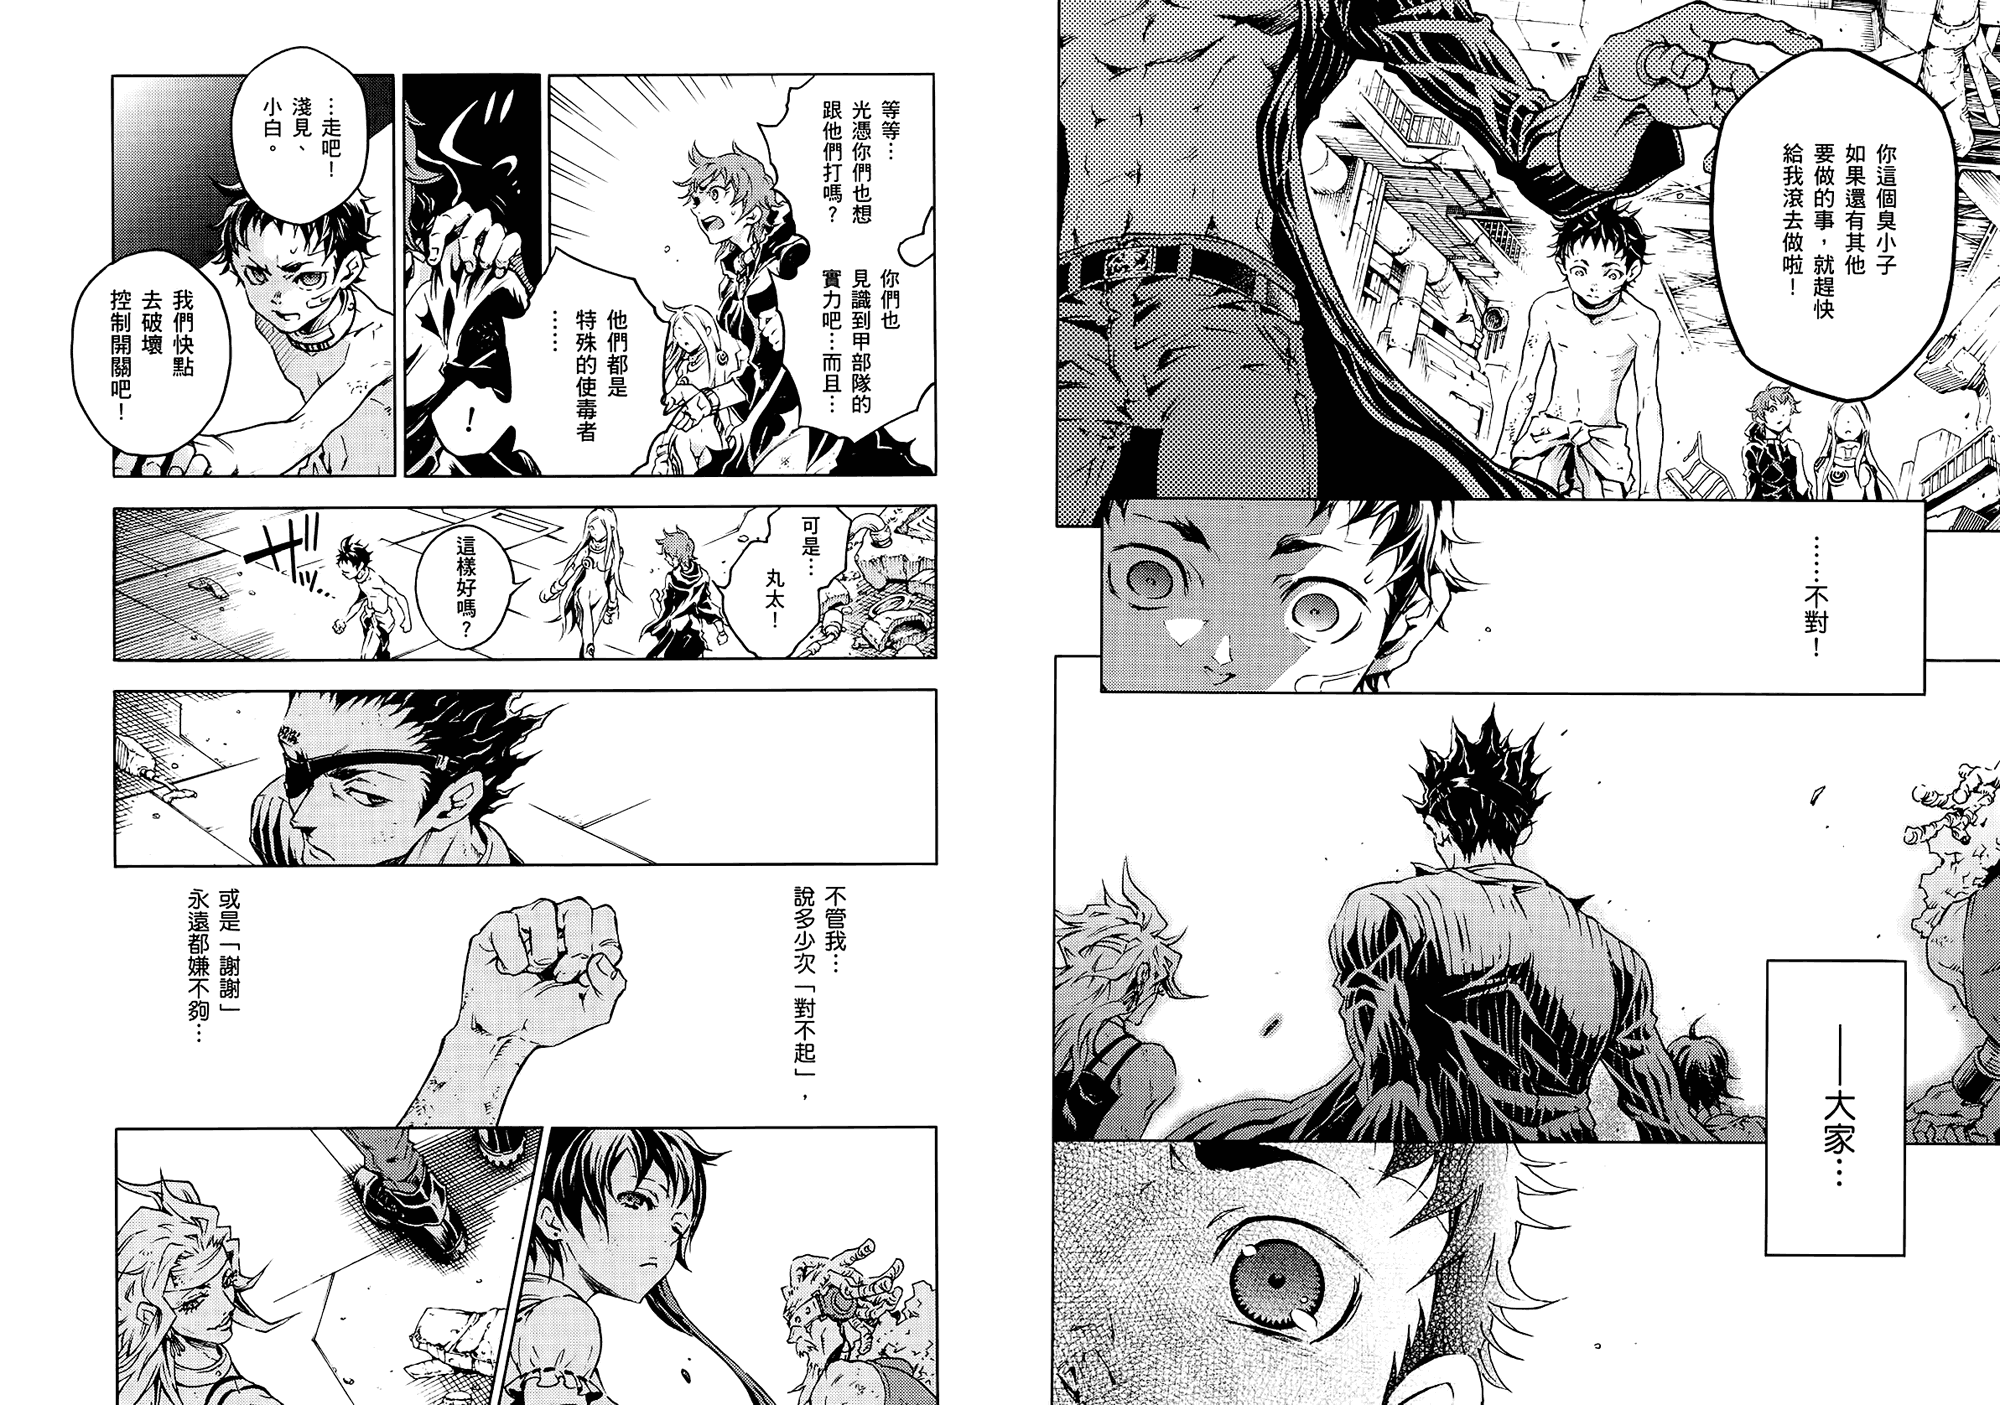 你這個臭小子
如果還有其他
要做的事，就趕快
給我滾去做啦！
……不對！
──大家…
等等…
光憑你們也想
跟他們打嗎？
你們也
見識到甲部隊的
實力吧…而且…
他們都是
特殊的使毒者
……
！
…走吧！
淺見、
小白。
我們快點
去破壞
控制開關吧！
可是…
丸太！
這樣好嗎？
不管我…
說多少次「對不起」，
或是「謝謝」
永遠都嫌不夠…